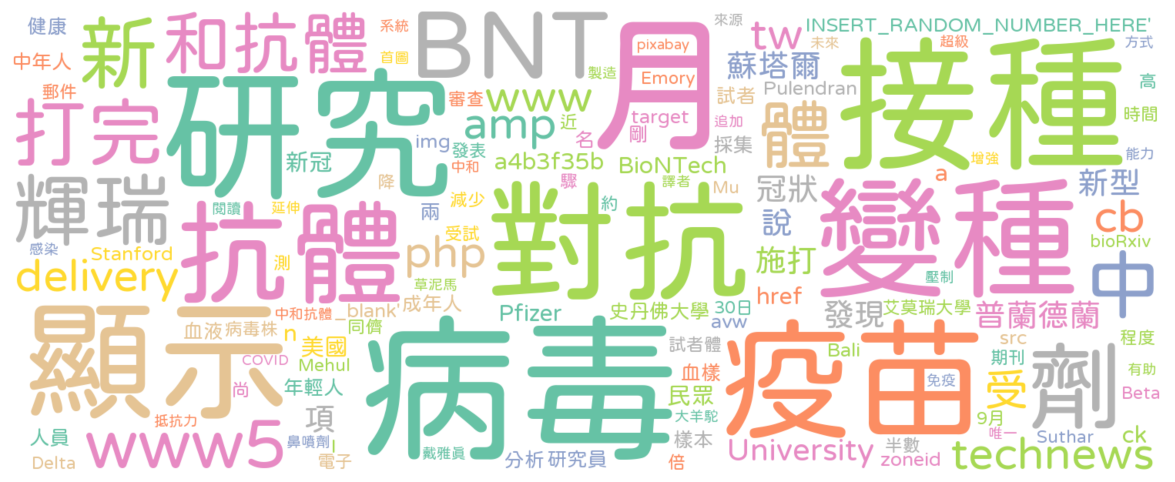 健康
新
和抗體
系統
首圖
BNT
月
pixabay
Emory
來源
tw
INSERT_RANDOM_NUMBER_HERE'
未來
超級
方式
中年人
郵件
製造
蘇塔爾
Pulendran
接種
高
時間
打完
研究
審查
www
近
名
target
剛
試者
追加
體
amp
img
發表
中和
採集
增強
能力
新冠
a4b3f35b
BioNTech
譯者
Mu
a
輝瑞
降
減少
驟
約
冠狀
新型
閱讀
延伸
兩
抗體
對抗
說
變種
cb
感染
Stanford
受試
bioRxiv
delivery
測
php
施打
壓制
中
草泥馬
成年人
href
顯示
中和抗體
_blank'
Pfizer
史丹佛大學
30日
發現
艾莫瑞大學
普蘭德蘭
血液
病毒株
n
同儕
avw
美國
病毒
試者體
Bali
疫苗
src
期刊
程度
COVID
Mehul
血樣
劑
有助
尚
年輕人
民眾
免疫
受
Beta
抵抗力
項
大羊駝
9月
人員
www5
鼻噴劑
樣本
University
半數
唯一
Suthar
ck
Delta
電子
戴雅真
分析
研究員
倍
zoneid
technews